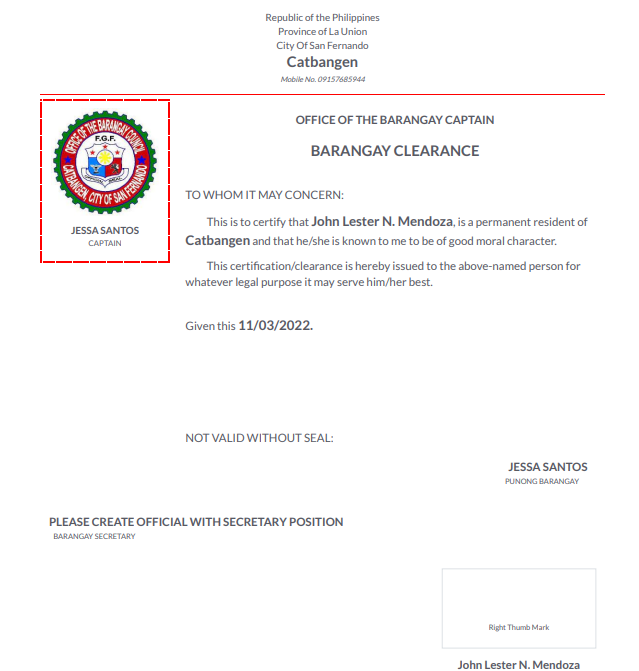 Republic of the Philippines
Province of La Union
City Of San Fernando
Catbangen
Mobile No. 09157685944
OFFICE OF THE BARANGAY COUNCIL
F.G.F.
CATBANGEN, CITY OF SAN FERNANDO
JESSA SANTOS
CAPTAIN
OFFICE OF THE BARANGAY CAPTAIN
BARANGAY CLEARANCE
TO WHOM IT MAY CONCERN:
This is to certify that John Lester N. Mendoza, is a permanent resident of
Catbangen and that he/she is known to me to be of good moral character.
This certification/clearance is hereby issued to the above-named person for
whatever legal purpose it may serve him/her best.
Given this 11/03/2022.
NOT VALID WITHOUT SEAL:
JESSA SANTOS
PUNONG BARANGAY
PLEASE CREATE OFFICIAL WITH SECRETARY POSITION
BARANGAY SECRETARY
Right Thumb Mark
John Lester N. Mendoza